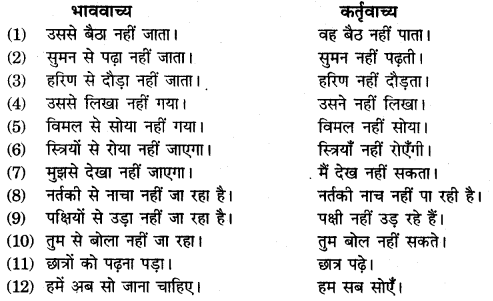 भाववाच्य कर्तृवाच्य
(1) उससे बैठा नहीं जाता। वह बैठ नहीं पाता।
(2) सुमन से पढ़ा नहीं जाता। सुमन नहीं पढ़ती।
(3) हरिण से दौड़ा नहीं जाता। हरिण नहीं दौड़ता।
(4) उससे लिखा नहीं गया। उसने नहीं लिखा।
(5) विमल से सोया नहीं गया। विमल नहीं सोया।
(6) स्त्रियों से रोया नहीं जाएगा। स्त्रियाँ नहीं रोएँगी।
(7) मुझसे देखा नहीं जाएगा। मैं देख नहीं सकता।
(8) नर्तकी से नाचा नहीं जा रहा है। नर्तकी नाच नहीं पा रही है।
(9) पक्षियों से उड़ा नहीं जा रहा है। पक्षी नहीं उड़ रहे हैं।
(10) तुम से बोला नहीं जा रहा। तुम बोल नहीं सकते।
(11) छात्रों को पढ़ना पड़ा। छात्र पढ़े।
(12) हमें अब सो जाना चाहिए। हम सब सोएँ।